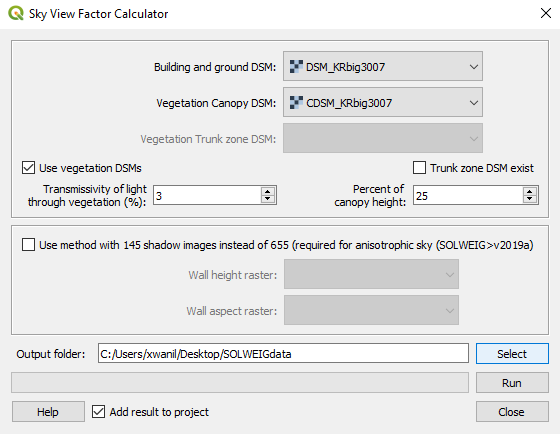 Sky View Factor Calculator
Building and ground DSM: DSM_KRbig3007
Vegetation Canopy DSM: CDSM_KRbig3007
Vegetation Trunk zone DSM:
Use vegetation DSMs Trunk zone DSM exist
Transmissivity of light through vegetation (%): 3 Percent of canopy height: 25
Use method with 145 shadow images instead of 655 (required for anisotrophic sky (SOLWEIG>v2019a)
Wall height raster:
Wall aspect raster:
Output folder: C:/Users/xwanil/Desktop/SOLWEIGdata Select
Run
Help Add result to project Close